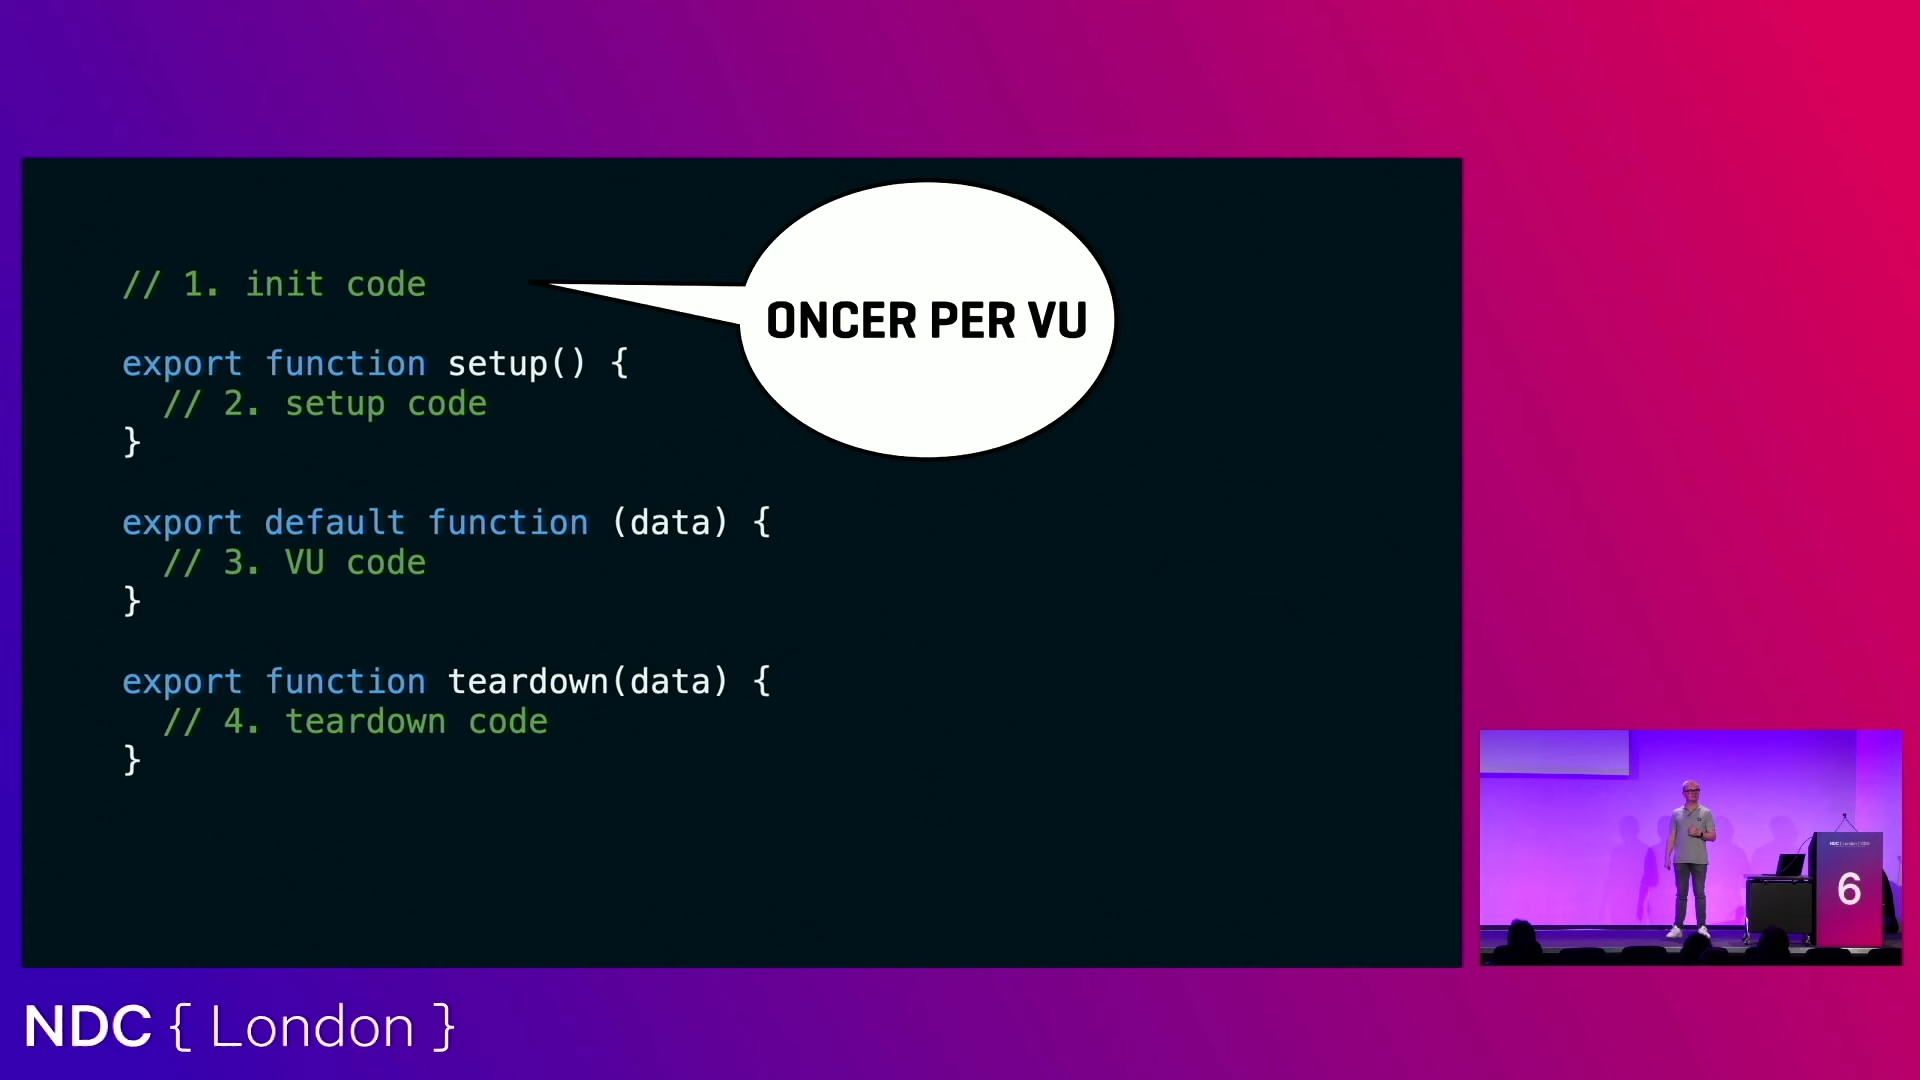 // 1. init code
ONCER PER VU
export function setup() {
// 2. setup code
}
export default function (data) {
// 3. VU code
}
export function teardown(data) {
// 4. teardown code
}
6
NDC { London }